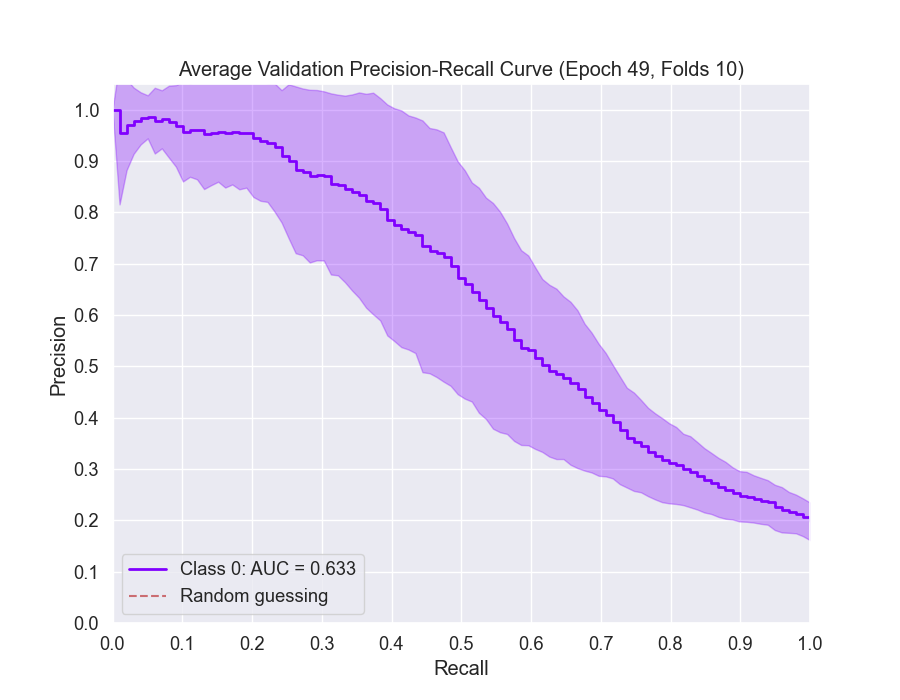 Average Validation Precision-Recall Curve (Epoch 49, Folds 10)
1.0
0.9
0.8
0.7
0.6
0.5
0.4
0.3
0.2
0.1
0.0
Precision
Class 0: AUC = 0.633
Random guessing
0.0 0.1 0.2 0.3 0.4 0.5 0.6 0.7 0.8 0.9 1.0
Recall